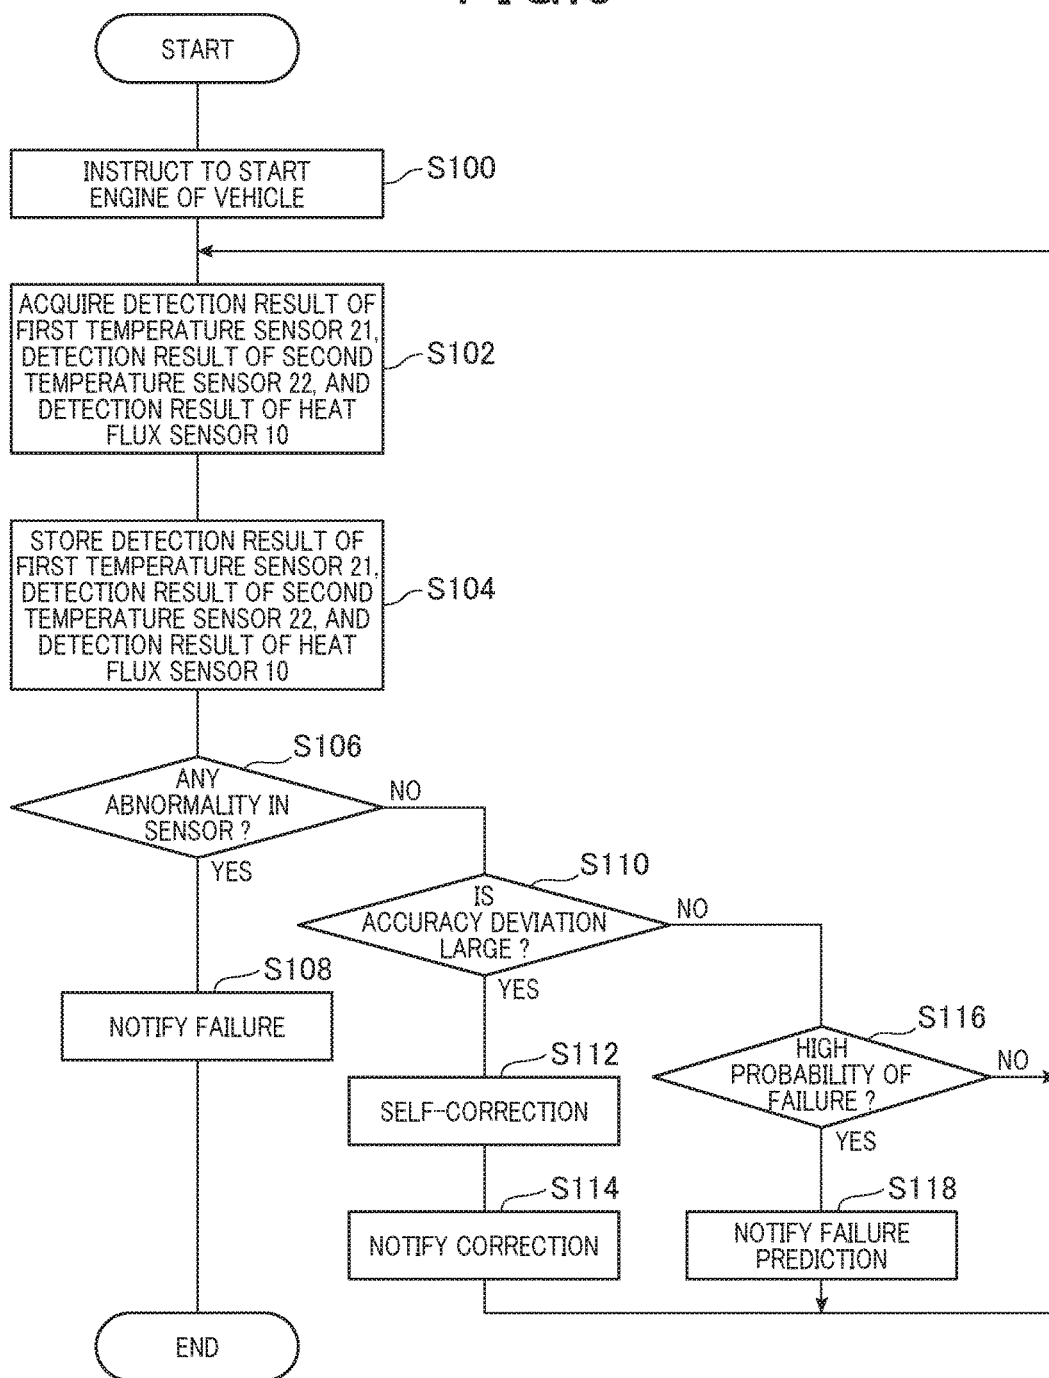 START
INSTRUCT TO START
ENGINE OF VEHICLE
S100
ACQUIRE DETECTION RESULT OF
FIRST TEMPERATURE SENSOR 21,
DETECTION RESULT OF SECOND
TEMPERATURE SENSOR 22, AND
DETECTION RESULT OF HEAT
FLUX SENSOR 10
S102
STORE DETECTION RESULT OF
FIRST TEMPERATURE SENSOR 21,
DETECTION RESULT OF SECOND
TEMPERATURE SENSOR 22, AND
DETECTION RESULT OF HEAT
FLUX SENSOR 10
S104
S106
ANY
ABNORMALITY IN
SENSOR ?
NO
YES
S110
IS
ACCURACY DEVIATION
LARGE ?
NO
YES
S108
NOTIFY FAILURE
S116
HIGH
PROBABILITY OF
FAILURE ?
NO
YES
S112
SELF-CORRECTION
S114
NOTIFY CORRECTION
S118
NOTIFY FAILURE
PREDICTION
END